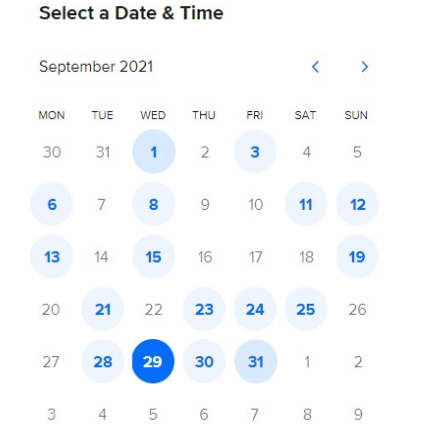 Select a Date & Time
September 2021
MON TUE WED THU FRI SAT SUN
30 31 1 2 3 4 5
6 7 8 9 10 11 12
13 14 15 16 17 18 19
20 21 22 23 24 25 26
27 28 29 30 31 1 2
3 4 5 6 7 8 9